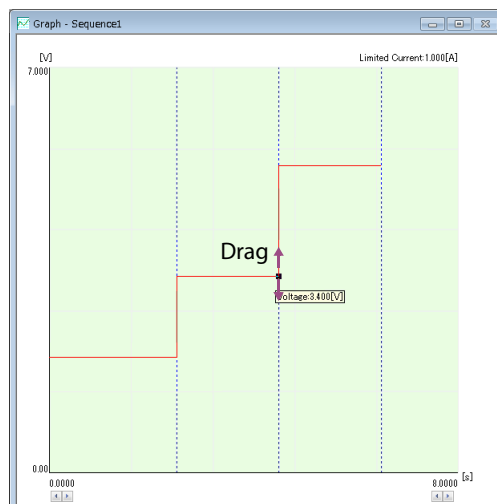 Graph - Sequence1
[V]
Limited Current:1.000[A]
7.000
Drag
Voltage:3.400[V]
0.00
[s]
0.0000
8.0000